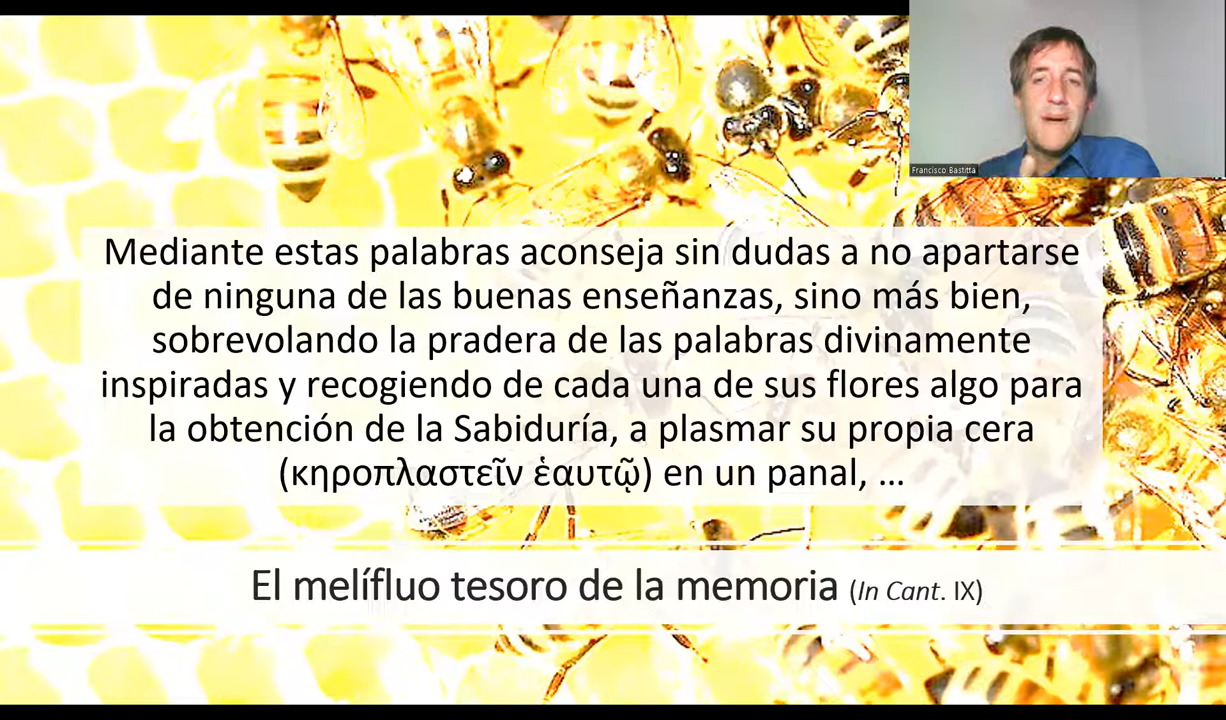 Francisco Bastitta
Mediante estas palabras aconseja sin dudas a no apartarse
de ninguna de las buenas enseñanzas, sino más bien,
sobrevolando la pradera de las palabras divinamente
inspiradas y recogiendo de cada una de sus flores algo para
la obtención de la Sabiduría, a plasmar su propia cera
(κηροπλαστεῖν ἑαυτῷ) en un panal, ...
El melífluo tesoro de la memoria (In Cant. IX)